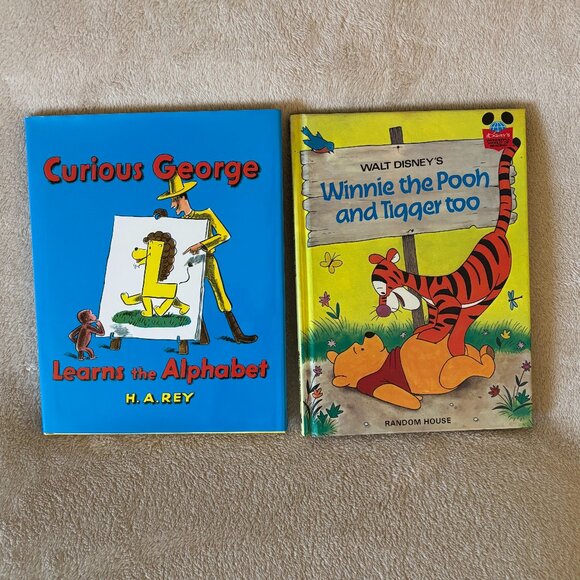 Curious George
L
Learns the Alphabet
H. A. REY
WALT DISNEY'S
Winnie the Pooh
and Tigger too
RANDOM HOUSE